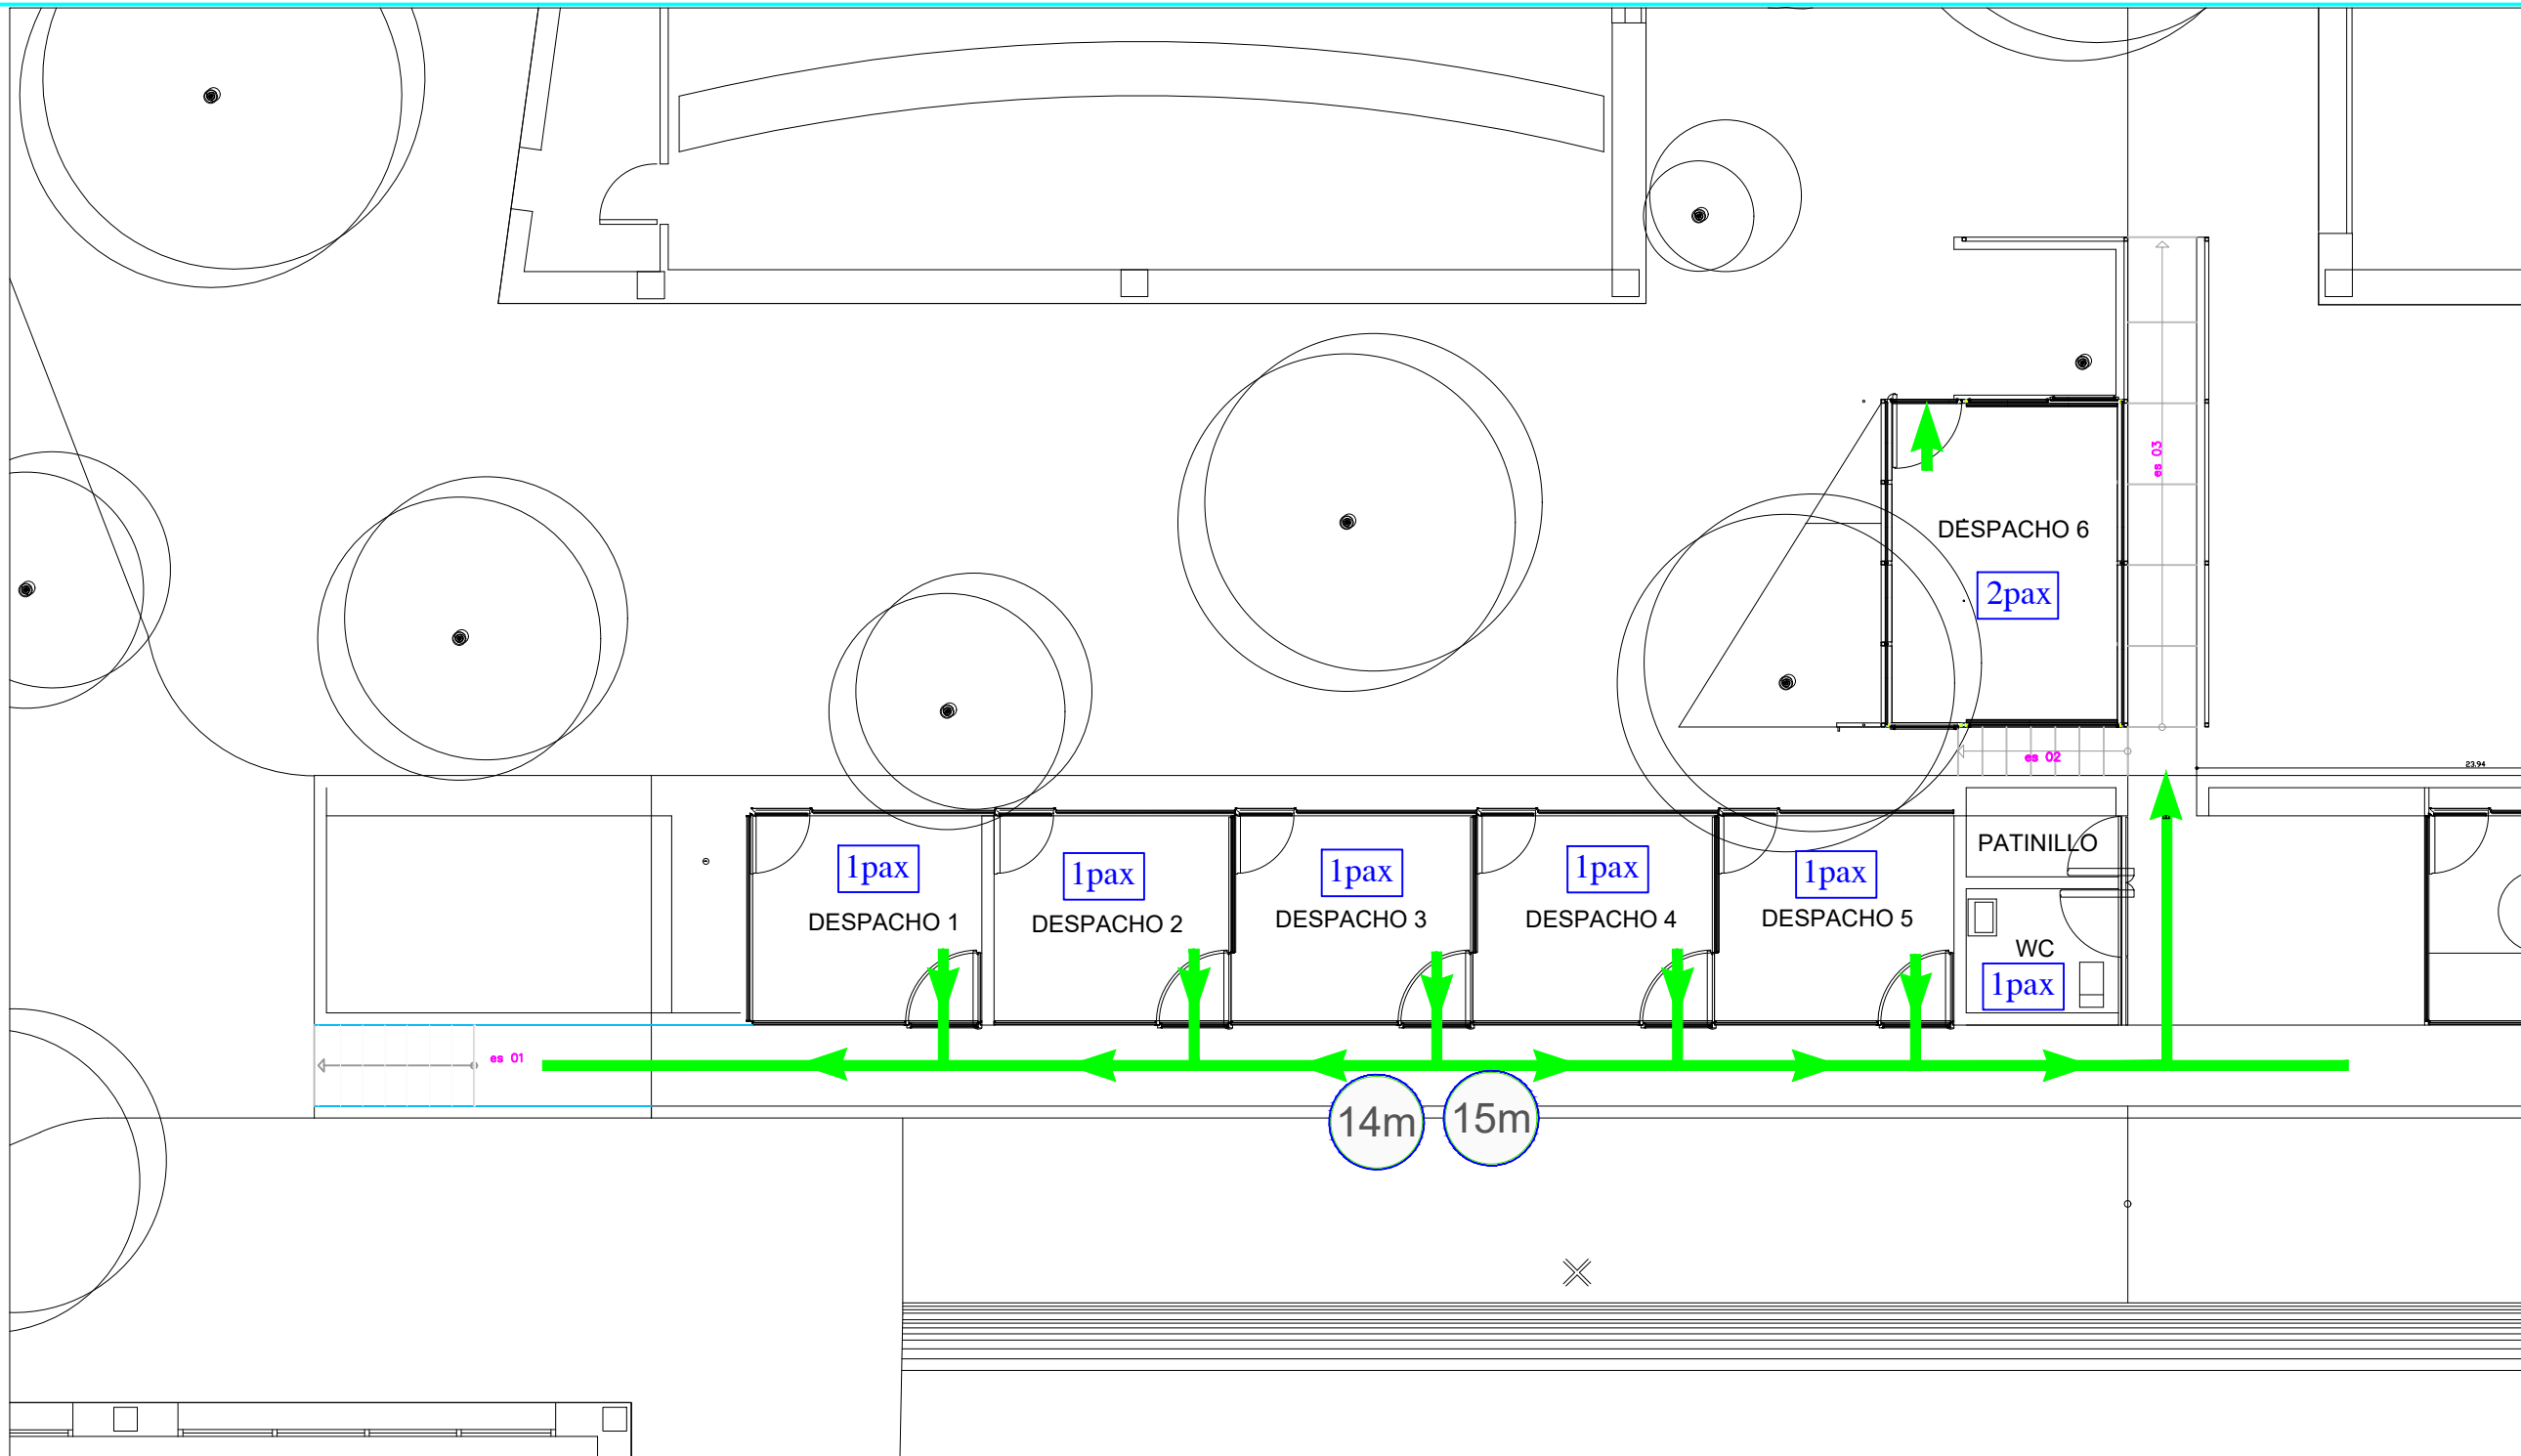 es 03
DESPACHO 6
2pax
es 02
23.94
PATINILLO
1pax
1pax
1pax
1pax
1pax
DESPACHO 1
DESPACHO 2
DESPACHO 3
DESPACHO 4
DESPACHO 5
WC
1pax
es 01
14m
15m